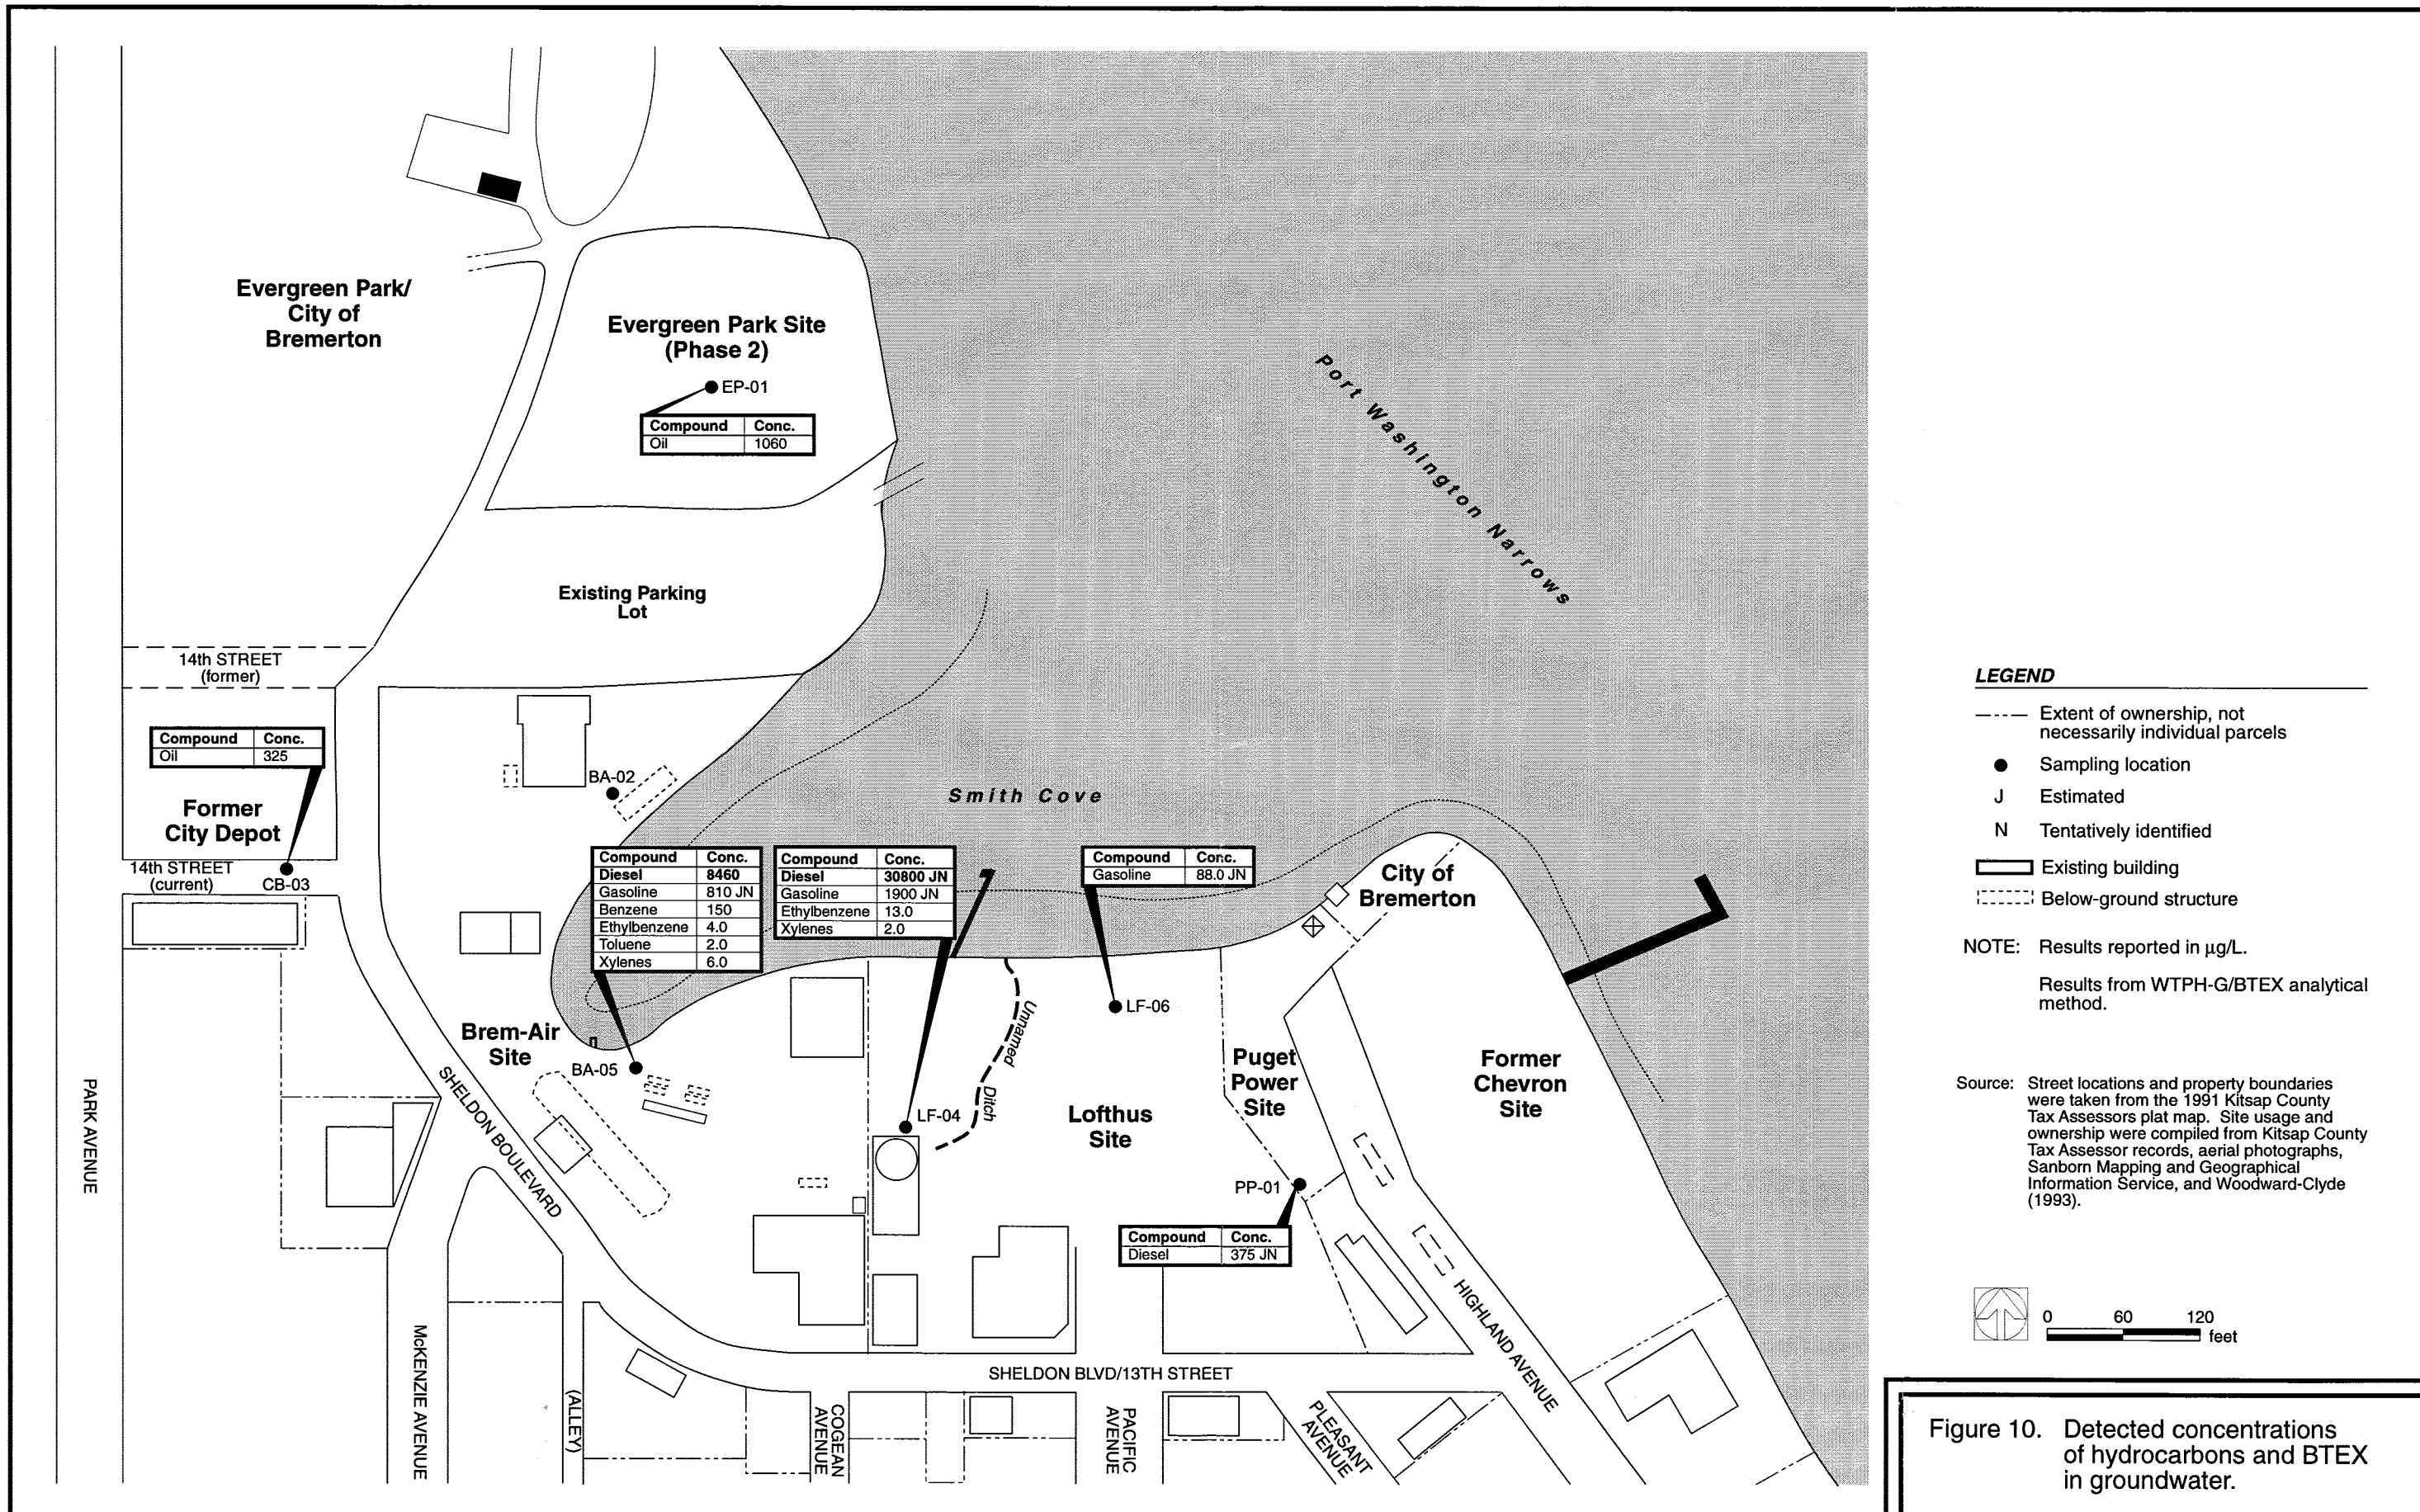 Evergreen Park/
City of
Bremerton
Evergreen Park Site
(Phase 2)
EP-01
Compound Conc.
Oil 1060
Port Washington Narrows
Existing Parking
Lot
14th STREET
(former)
Compound Conc.
Oil 325
Former
City Depot
14th STREET
(current)
CB-03
BA-02
Smith Cove
Compound Conc.
Diesel 8460
Gasoline 810 JN
Benzene 150
Ethylbenzene 4.0
Toluene 2.0
Xylenes 6.0
Compound Conc.
Diesel 30800 JN
Gasoline 1900 JN
Ethylbenzene 13.0
Xylenes 2.0
Compound Conc.
Gasoline 88.0 JN
City of
Bremerton
Brem-Air
Site
BA-05
LF-04
Unnamed
Ditch
LF-06
Lofthus
Site
Puget
Power
Site
Former
Chevron
Site
PP-01
Compound Conc.
Diesel 375 JN
PARK AVENUE
SHELDON BOULEVARD
McKENZIE AVENUE
(ALLEY)
SHELDON BLVD/13TH STREET
COGEAN
AVENUE
PACIFIC
AVENUE
PLEASANT
AVENUE
HIGHLAND AVENUE
LEGEND
Extent of ownership, not
necessarily individual parcels
Sampling location
J Estimated
N Tentatively identified
Existing building
Below-ground structure
NOTE: Results reported in µg/L.
Results from WTPH-G/BTEX analytical
method.
Source: Street locations and property boundaries
were taken from the 1991 Kitsap County
Tax Assessors plat map. Site usage and
ownership were compiled from Kitsap County
Tax Assessor records, aerial photographs,
Sanborn Mapping and Geographical
Information Service, and Woodward-Clyde
(1993).
0 60 120
feet
Figure 10. Detected concentrations
of hydrocarbons and BTEX
in groundwater.